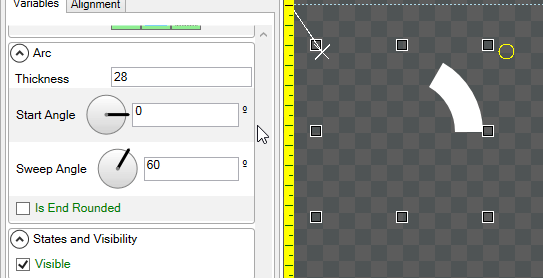 Variables Alignment
Arc
Thickness 28
Start Angle 0 º
Sweep Angle 60 º
Is End Rounded
States and Visibility
Visible